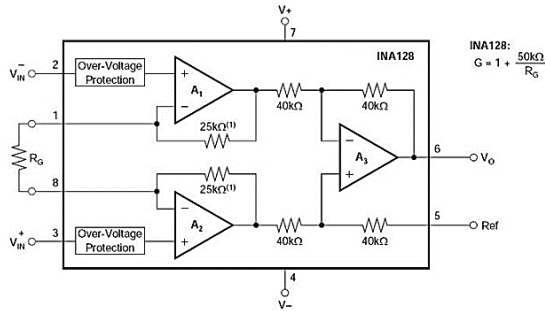 V+
7
INA128
INA128:
G = 1 + 50kΩ
RG
2
Over-Voltage
Protection
V−IN
+
A1
−
40kΩ
40kΩ
1
25kΩ(1)
RG
−
A3
+
6
VO
8
25kΩ(1)
−
A2
+
5
Ref
V+IN
3
Over-Voltage
Protection
40kΩ
40kΩ
4
V−